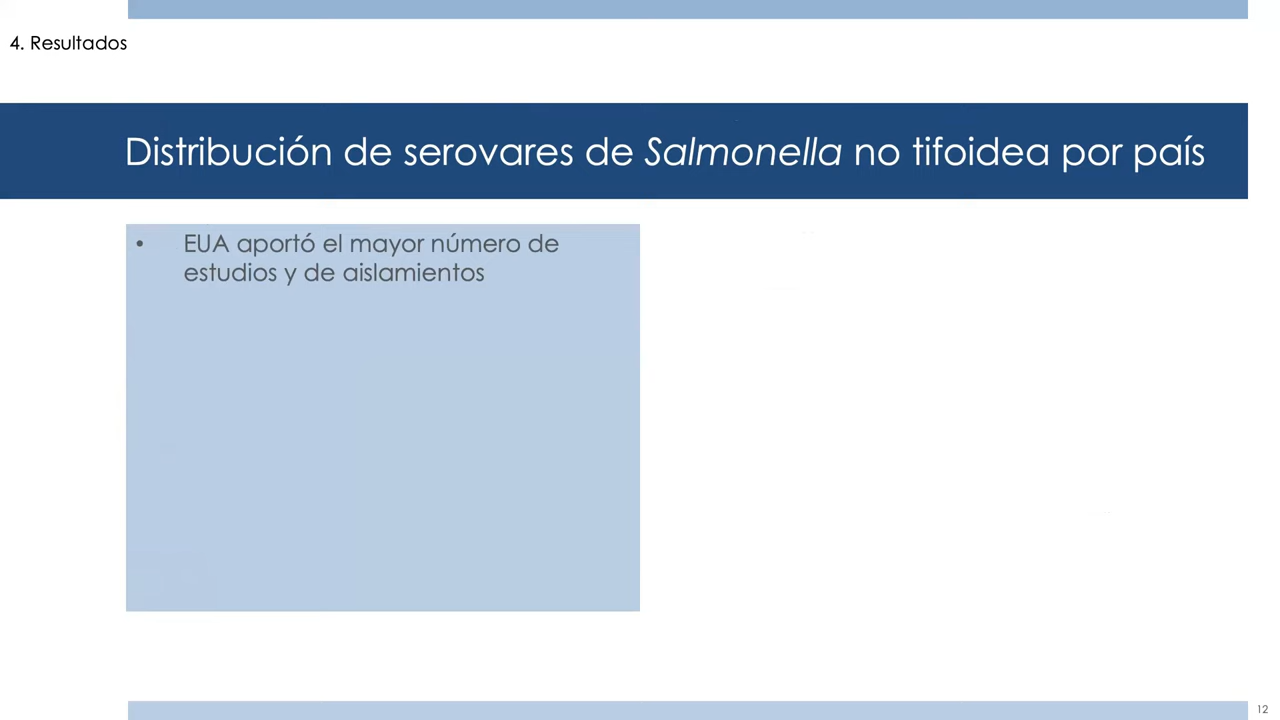 4. Resultados
Distribución de serovares de Salmonella no tifoidea por país
• EUA aportó el mayor número de
estudios y de aislamientos
12